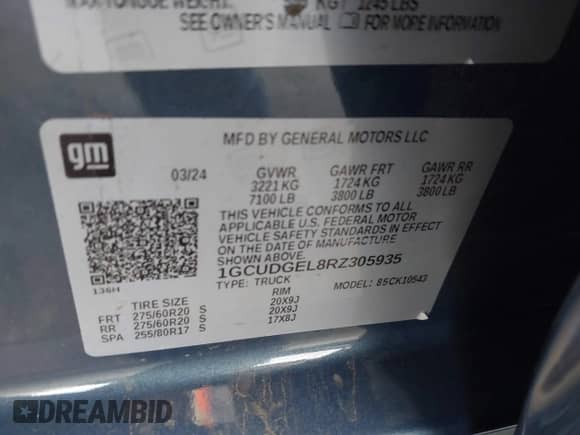 KG 1245 LBS
SEE OWNER'S MANUAL FOR MORE INFORMATION
gm
MFD BY GENERAL MOTORS LLC
03/24 GVWR GAWR FRT GAWR RR
3221 KG 1724 KG 1724 KG
7100 LB 3800 LB 3800 LB
THIS VEHICLE CONFORMS TO ALL
APPLICABLE U.S. FEDERAL MOTOR
VEHICLE SAFETY STANDARDS IN EFFECT
ON THE DATE OF MANUFACTURE
SHOWN ABOVE.
1GCUDGEL8RZ305935
TYPE: TRUCK MODEL: 85CK10543
136H
TIRE SIZE RIM
FRT 275/60R20 S 20X9J
RR 275/60R20 S 20X9J
SPA 255/80R17 S 17X8J
DREAMBID